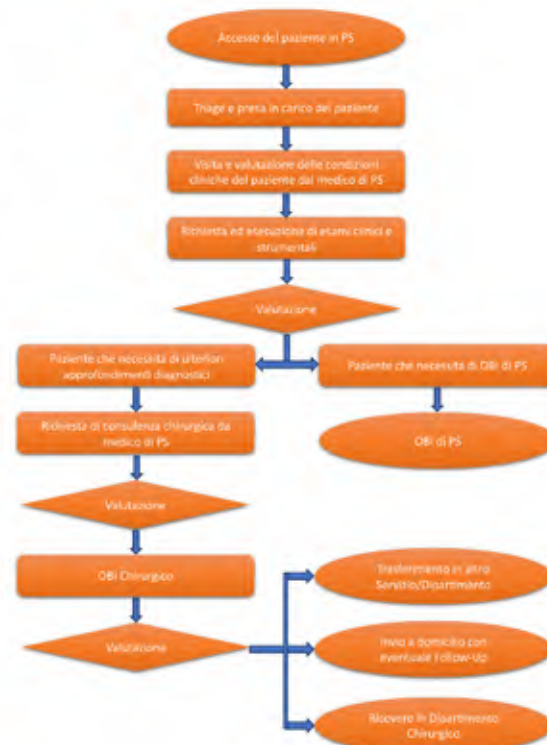 Accesso del paziente in PS
Triage e presa in carico del paziente
Visita e valutazione delle condizioni
cliniche del paziente dal medico di PS
Richiesta ed esecuzione di esami clinici e
strumentali
Valutazione
Paziente che necessita di ulteriori
approfondimenti diagnostici
Paziente che necessita di OBI di PS
Richiesta di consulenza chirurgica da
medico di PS
OBI di PS
Valutazione
OBI Chirurgico
Trasferimento in altro
Servizio/Dipartimento
Valutazione
Invio a domicilio con
eventuale Follow-Up
Ricovero in Dipartimento
Chirurgico